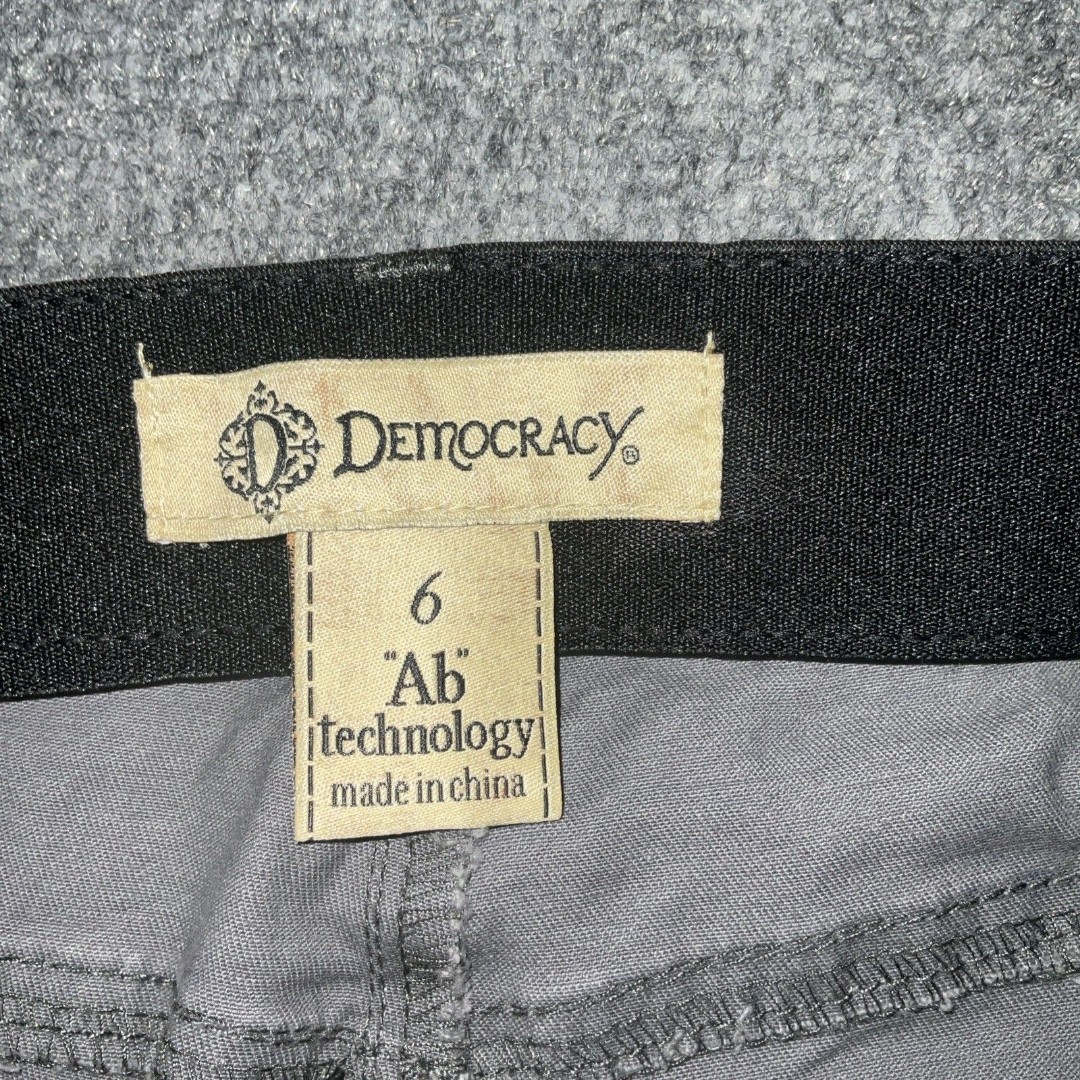 D DEMOCRACY®
6
"Ab"
technology
made in china